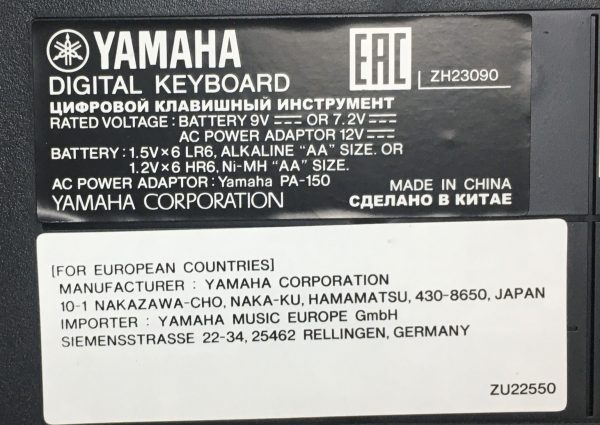 YAMAHA
DIGITAL KEYBOARD
EAC
ZH23090
ЦИФРОВОЙ КЛАВИШНЫЙ ИНСТРУМЕНТ
RATED VOLTAGE : BATTERY 9V ⎓ OR 7.2V ⎓
AC POWER ADAPTOR 12V ⎓
BATTERY : 1.5V×6 LR6, ALKALINE “AA” SIZE. OR
1.2V×6 HR6, Ni-MH “AA” SIZE.
AC POWER ADAPTOR : Yamaha PA-150
MADE IN CHINA
YAMAHA CORPORATION
СДЕЛАНО В КИТАЕ
[FOR EUROPEAN COUNTRIES]
MANUFACTURER : YAMAHA CORPORATION
10-1 NAKAZAWA-CHO, NAKA-KU, HAMAMATSU, 430-8650, JAPAN
IMPORTER : YAMAHA MUSIC EUROPE GmbH
SIEMENSSTRASSE 22-34, 25462 RELLINGEN, GERMANY
ZU22550